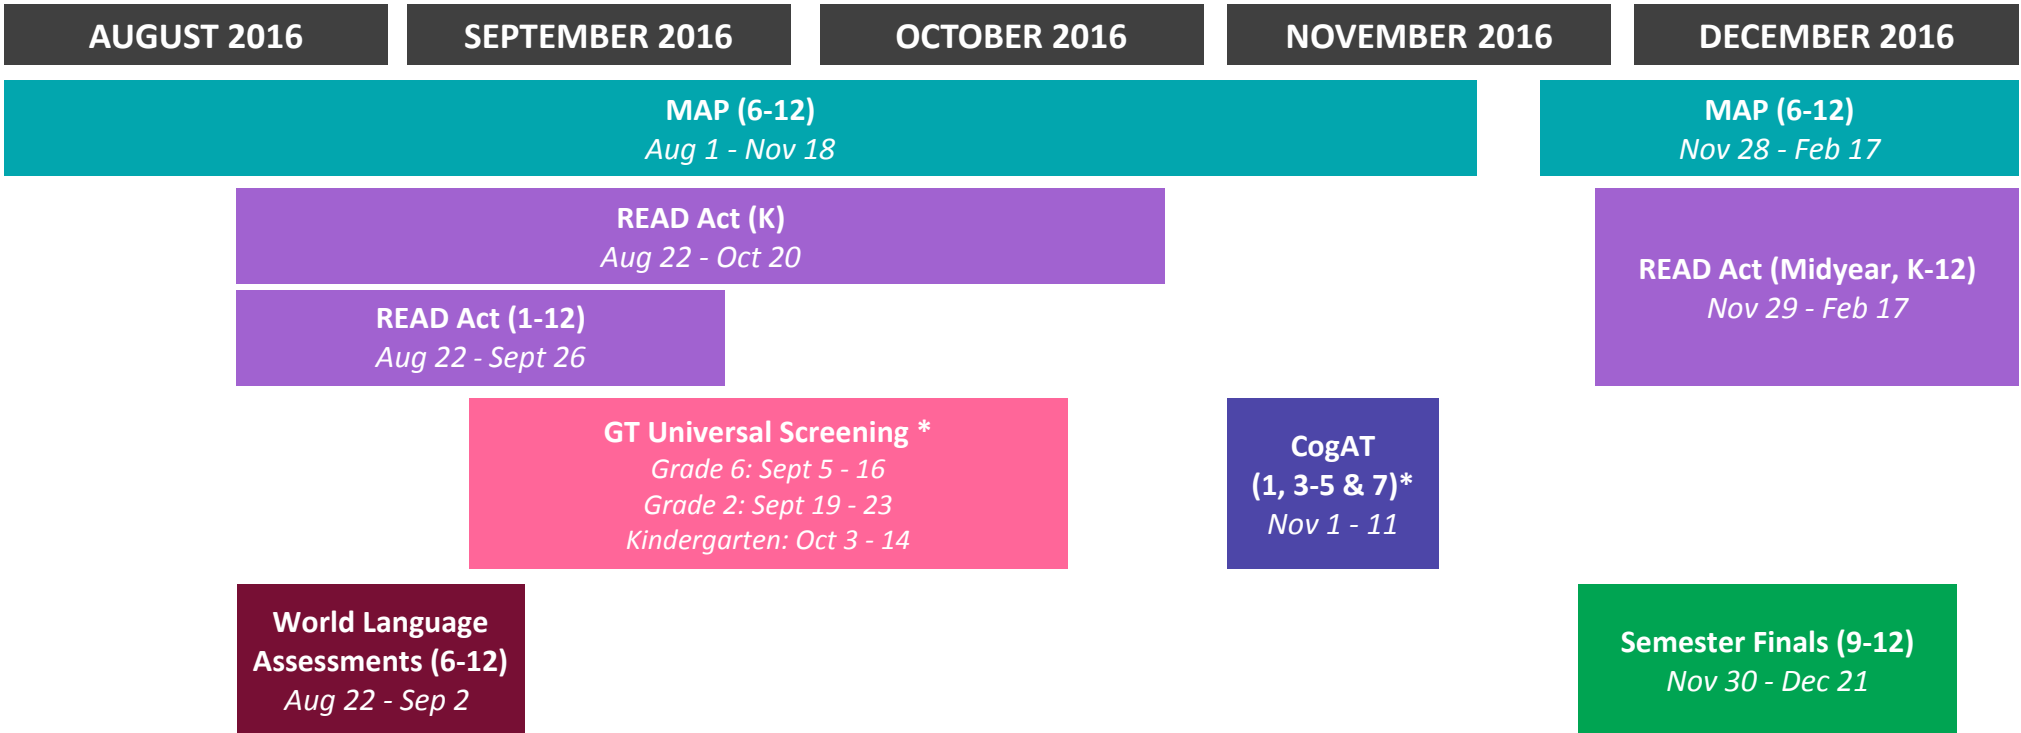 AUGUST 2016
SEPTEMBER 2016
OCTOBER 2016
NOVEMBER 2016
DECEMBER 2016
MAP (6-12)
Aug 1 - Nov 18
MAP (6-12)
Nov 28 - Feb 17
READ Act (K)
Aug 22 - Oct 20
READ Act (1-12)
Aug 22 - Sept 26
READ Act (Midyear, K-12)
Nov 29 - Feb 17
GT Universal Screening *
Grade 6: Sept 5 - 16
Grade 2: Sept 19 - 23
Kindergarten: Oct 3 - 14
CogAT
(1, 3-5 & 7)*
Nov 1 - 11
World Language
Assessments (6-12)
Aug 22 - Sep 2
Semester Finals (9-12)
Nov 30 - Dec 21